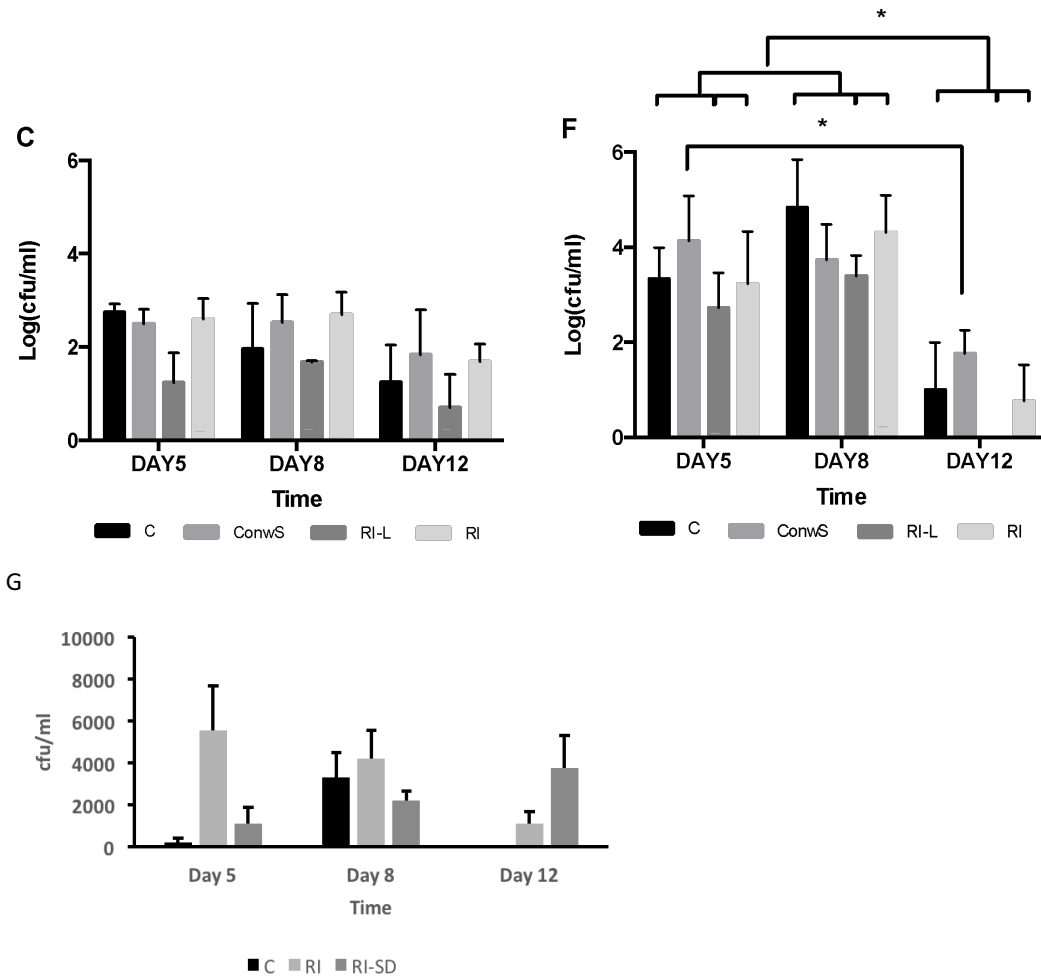 C
6
4
2
0
Log(cfu/ml)
DAY5 DAY8 DAY12
Time
C ConwS RI-L RI
*
F
*
6
4
2
0
Log(cfu/ml)
DAY5 DAY8 DAY12
Time
C ConwS RI-L RI
G
10000
8000
6000
4000
2000
0
cfu/ml
Day 5 Day 8 Day 12
Time
C RI RI-SD